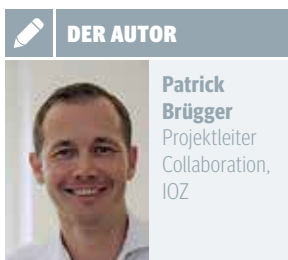 DER AUTOR
Patrick
Brügger
Projektleiter
Collaboration,
IOZ